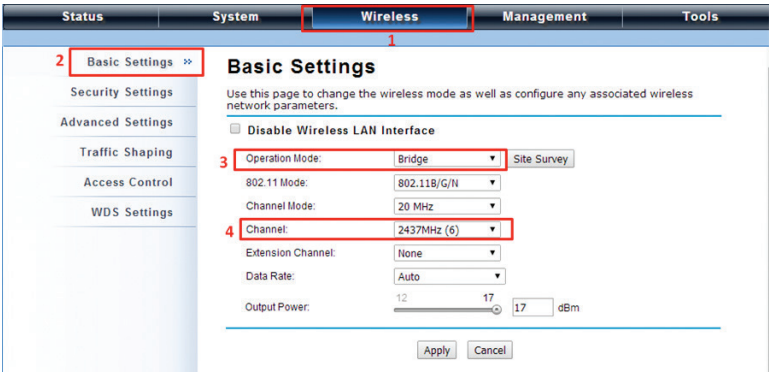 Status System Wireless Management Tools
1
2 Basic Settings »
Security Settings
Advanced Settings
Traffic Shaping
Access Control
WDS Settings
Basic Settings
Use this page to change the wireless mode as well as configure any associated wireless
network parameters.
Disable Wireless LAN Interface
3 Operation Mode: Bridge Site Survey
802.11 Mode: 802.11B/G/N
Channel Mode: 20 MHz
4 Channel: 2437MHz (6)
Extension Channel: None
Data Rate: Auto
12 17
Output Power: 17 dBm
Apply Cancel